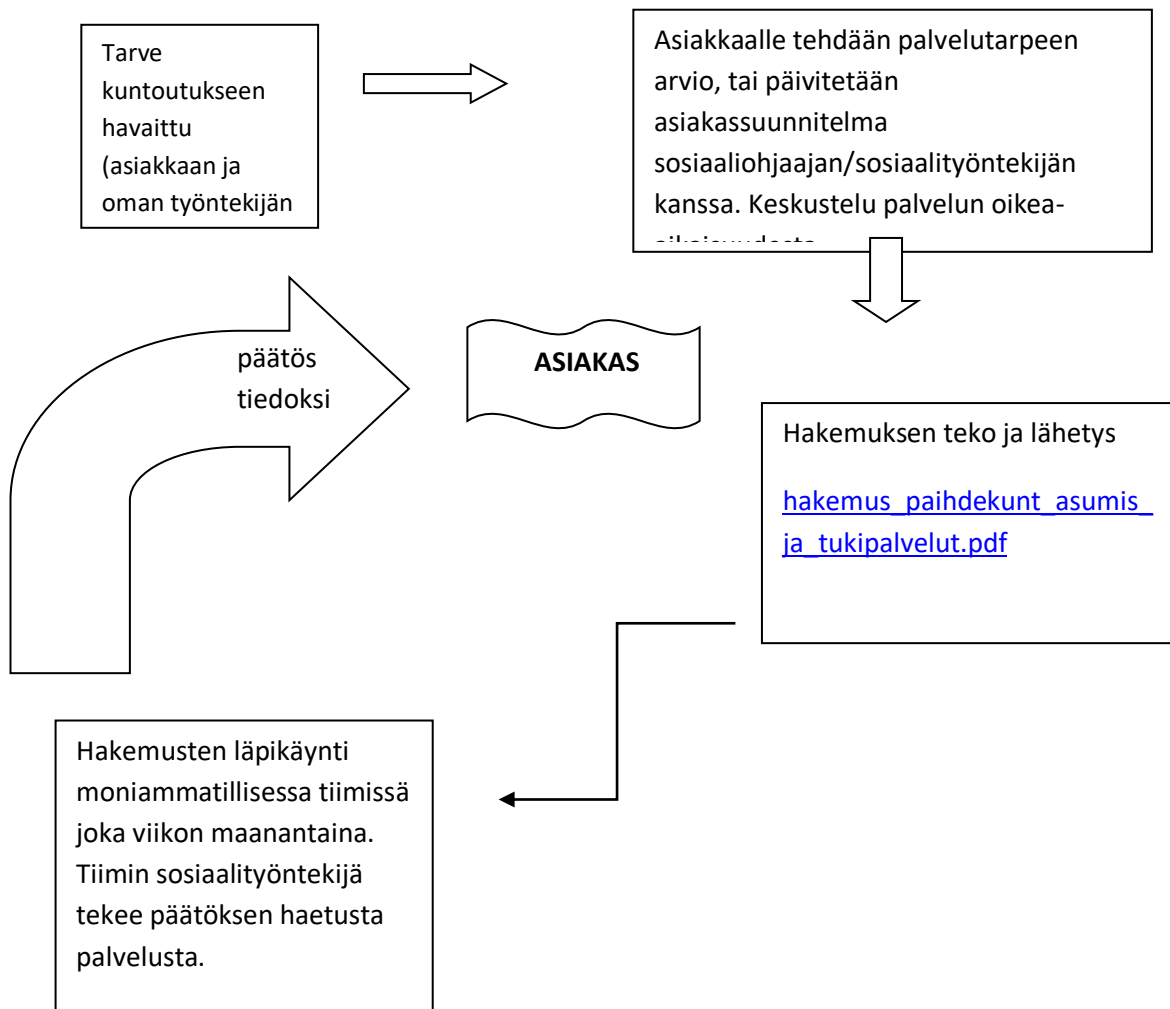 Tarve
kuntoutukseen
havaittu
(asiakkaan ja
oman työntekijän
Asiakkaalle tehdään palvelutarpeen
arvio, tai päivitetään
asiakassuunnitelma
sosiaaliohjaajan/sosiaalityöntekijän
kanssa. Keskustelu palvelun oikea-
päätös
tiedoksi
ASIAKAS
Hakemuksen teko ja lähetys
hakemus_paihdekunt_asumis_
ja_tukipalvelut.pdf
Hakemusten läpikäynti
moniammatillisessa tiimissä
joka viikon maanantaina.
Tiimin sosiaalityöntekijä
tekee päätöksen haetusta
palvelusta.